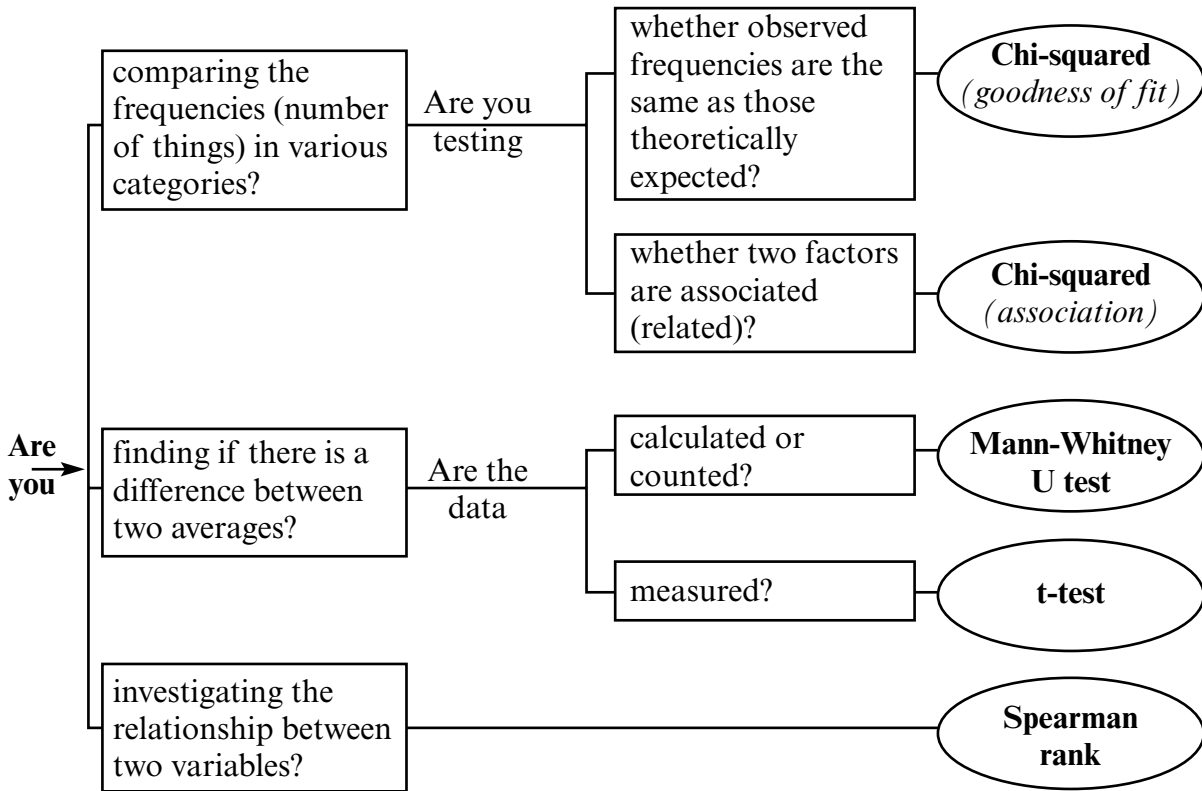 Are
you
comparing the
frequencies (number
of things) in various
categories?
Are you
testing
whether observed
frequencies are the
same as those
theoretically
expected?
Chi-squared
(goodness of fit)
whether two factors
are associated
(related)?
Chi-squared
(association)
finding if there is a
difference between
two averages?
Are the
data
calculated or
counted?
Mann-Whitney
U test
measured?
t-test
investigating the
relationship between
two variables?
Spearman
rank